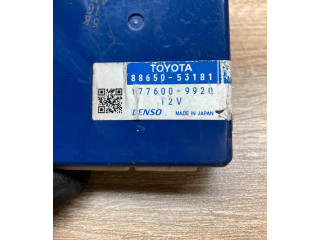 TOYOTA
88650-53181
177600-9920
12V
DENSO MADE IN JAPAN